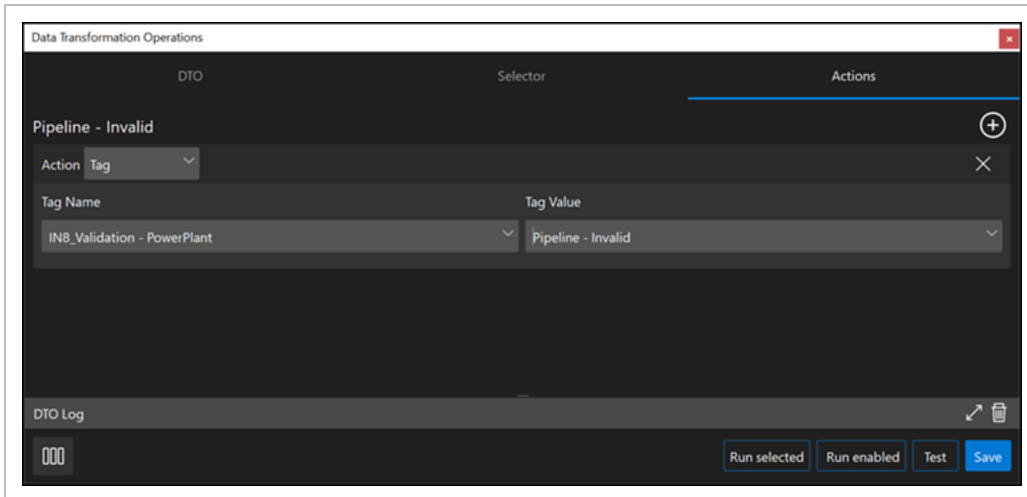 Data Transformation Operations
DTO Selector Actions
Pipeline - Invalid
Action Tag
Tag Name Tag Value
IN8_Validation - PowerPlant Pipeline - Invalid
DTO Log
Run selected Run enabled Test Save